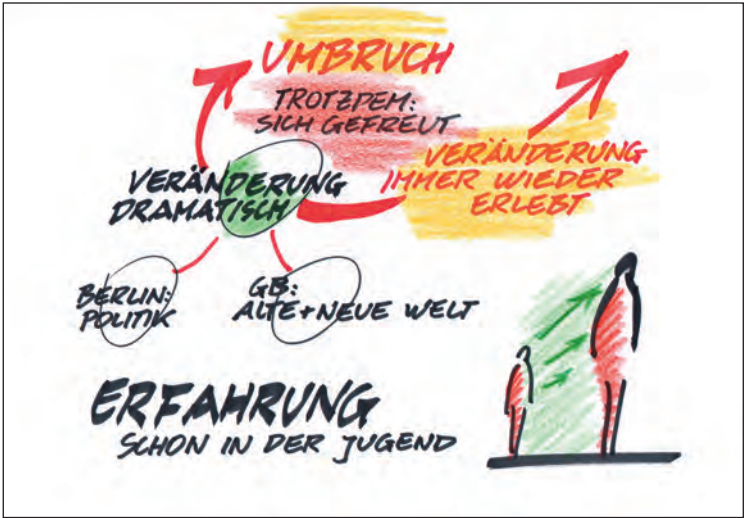 UMBRUCH
TROTZDEM:
SICH GEFREUT
VERÄNDERUNG
IMMER WIEDER
ERLEBT
VERÄNDERUNG
DRAMATISCH
BERLIN:
POLITIK
GB:
ALTE+NEUE WELT
ERFAHRUNG
SCHON IN DER JUGEND